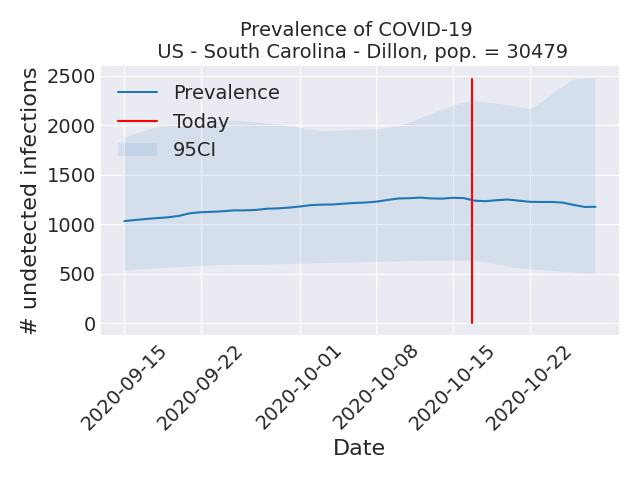 Prevalence of COVID-19
US - South Carolina - Dillon, pop. = 30479
# undetected infections
2500
2000
1500
1000
500
0
Prevalence
Today
95CI
2020-09-15
2020-09-22
2020-10-01
2020-10-08
2020-10-15
2020-10-22
Date